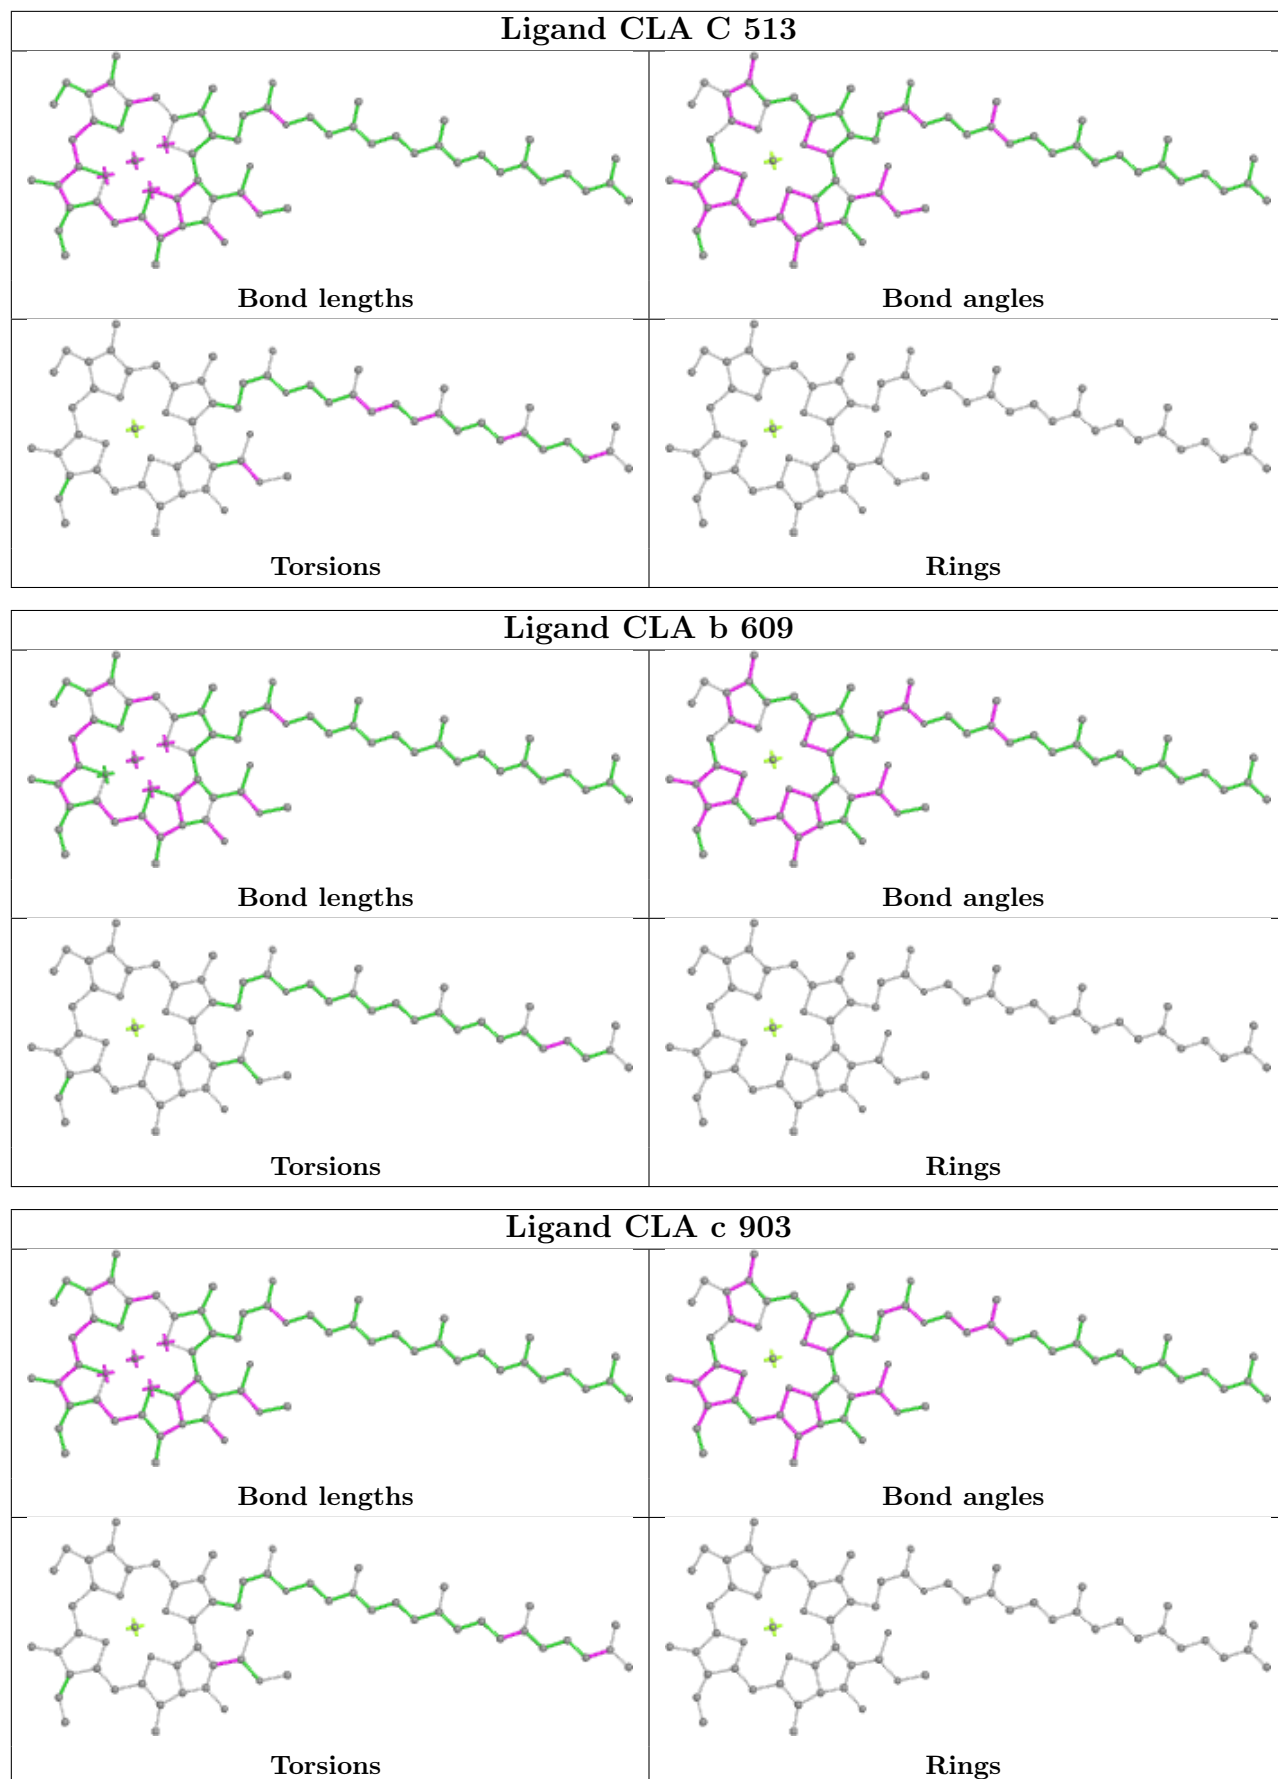 Ligand CLA C 513
Bond lengths
Bond angles
Torsions
Rings
Ligand CLA b 609
Bond lengths
Bond angles
Torsions
Rings
Ligand CLA c 903
Bond lengths
Bond angles
Torsions
Rings